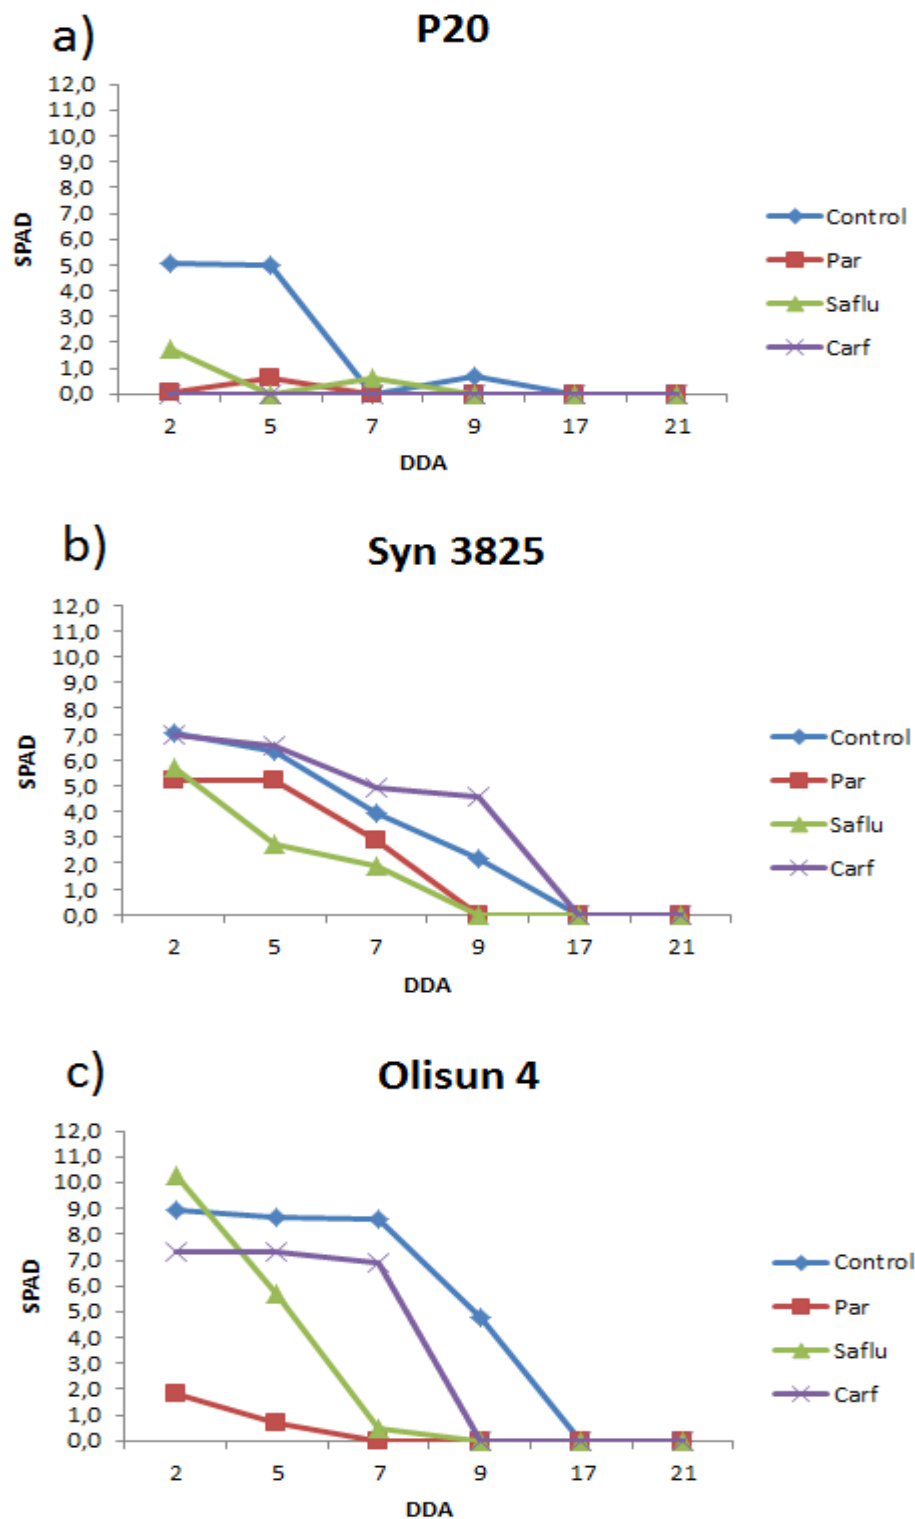 a)
P20
12,0
11,0
10,0
9,0
8,0
7,0
6,0
5,0
4,0
3,0
2,0
1,0
0,0
SPAD
2 5 7 9 17 21
DDA
Control
Par
Saflu
Carf
b)
Syn 3825
12,0
11,0
10,0
9,0
8,0
7,0
6,0
5,0
4,0
3,0
2,0
1,0
0,0
SPAD
2 5 7 9 17 21
DDA
Control
Par
Saflu
Carf
c)
Olisun 4
12,0
11,0
10,0
9,0
8,0
7,0
6,0
5,0
4,0
3,0
2,0
1,0
0,0
SPAD
2 5 7 9 17 21
DDA
Control
Par
Saflu
Carf